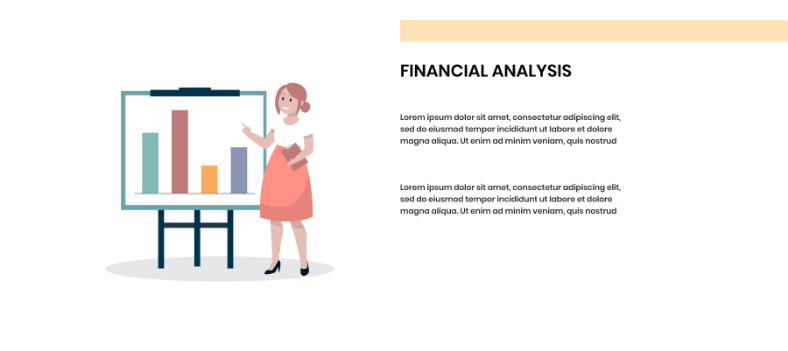 FINANCIAL ANALYSIS
Lorem ipsum dolor sit amet, consectetur adipiscing elit,
sed do eiusmod tempor incididunt ut labore et dolore
magna aliqua. Ut enim ad minim veniam, quis nostrud
Lorem ipsum dolor sit amet, consectetur adipiscing elit,
sed do eiusmod tempor incididunt ut labore et dolore
magna aliqua. Ut enim ad minim veniam, quis nostrud